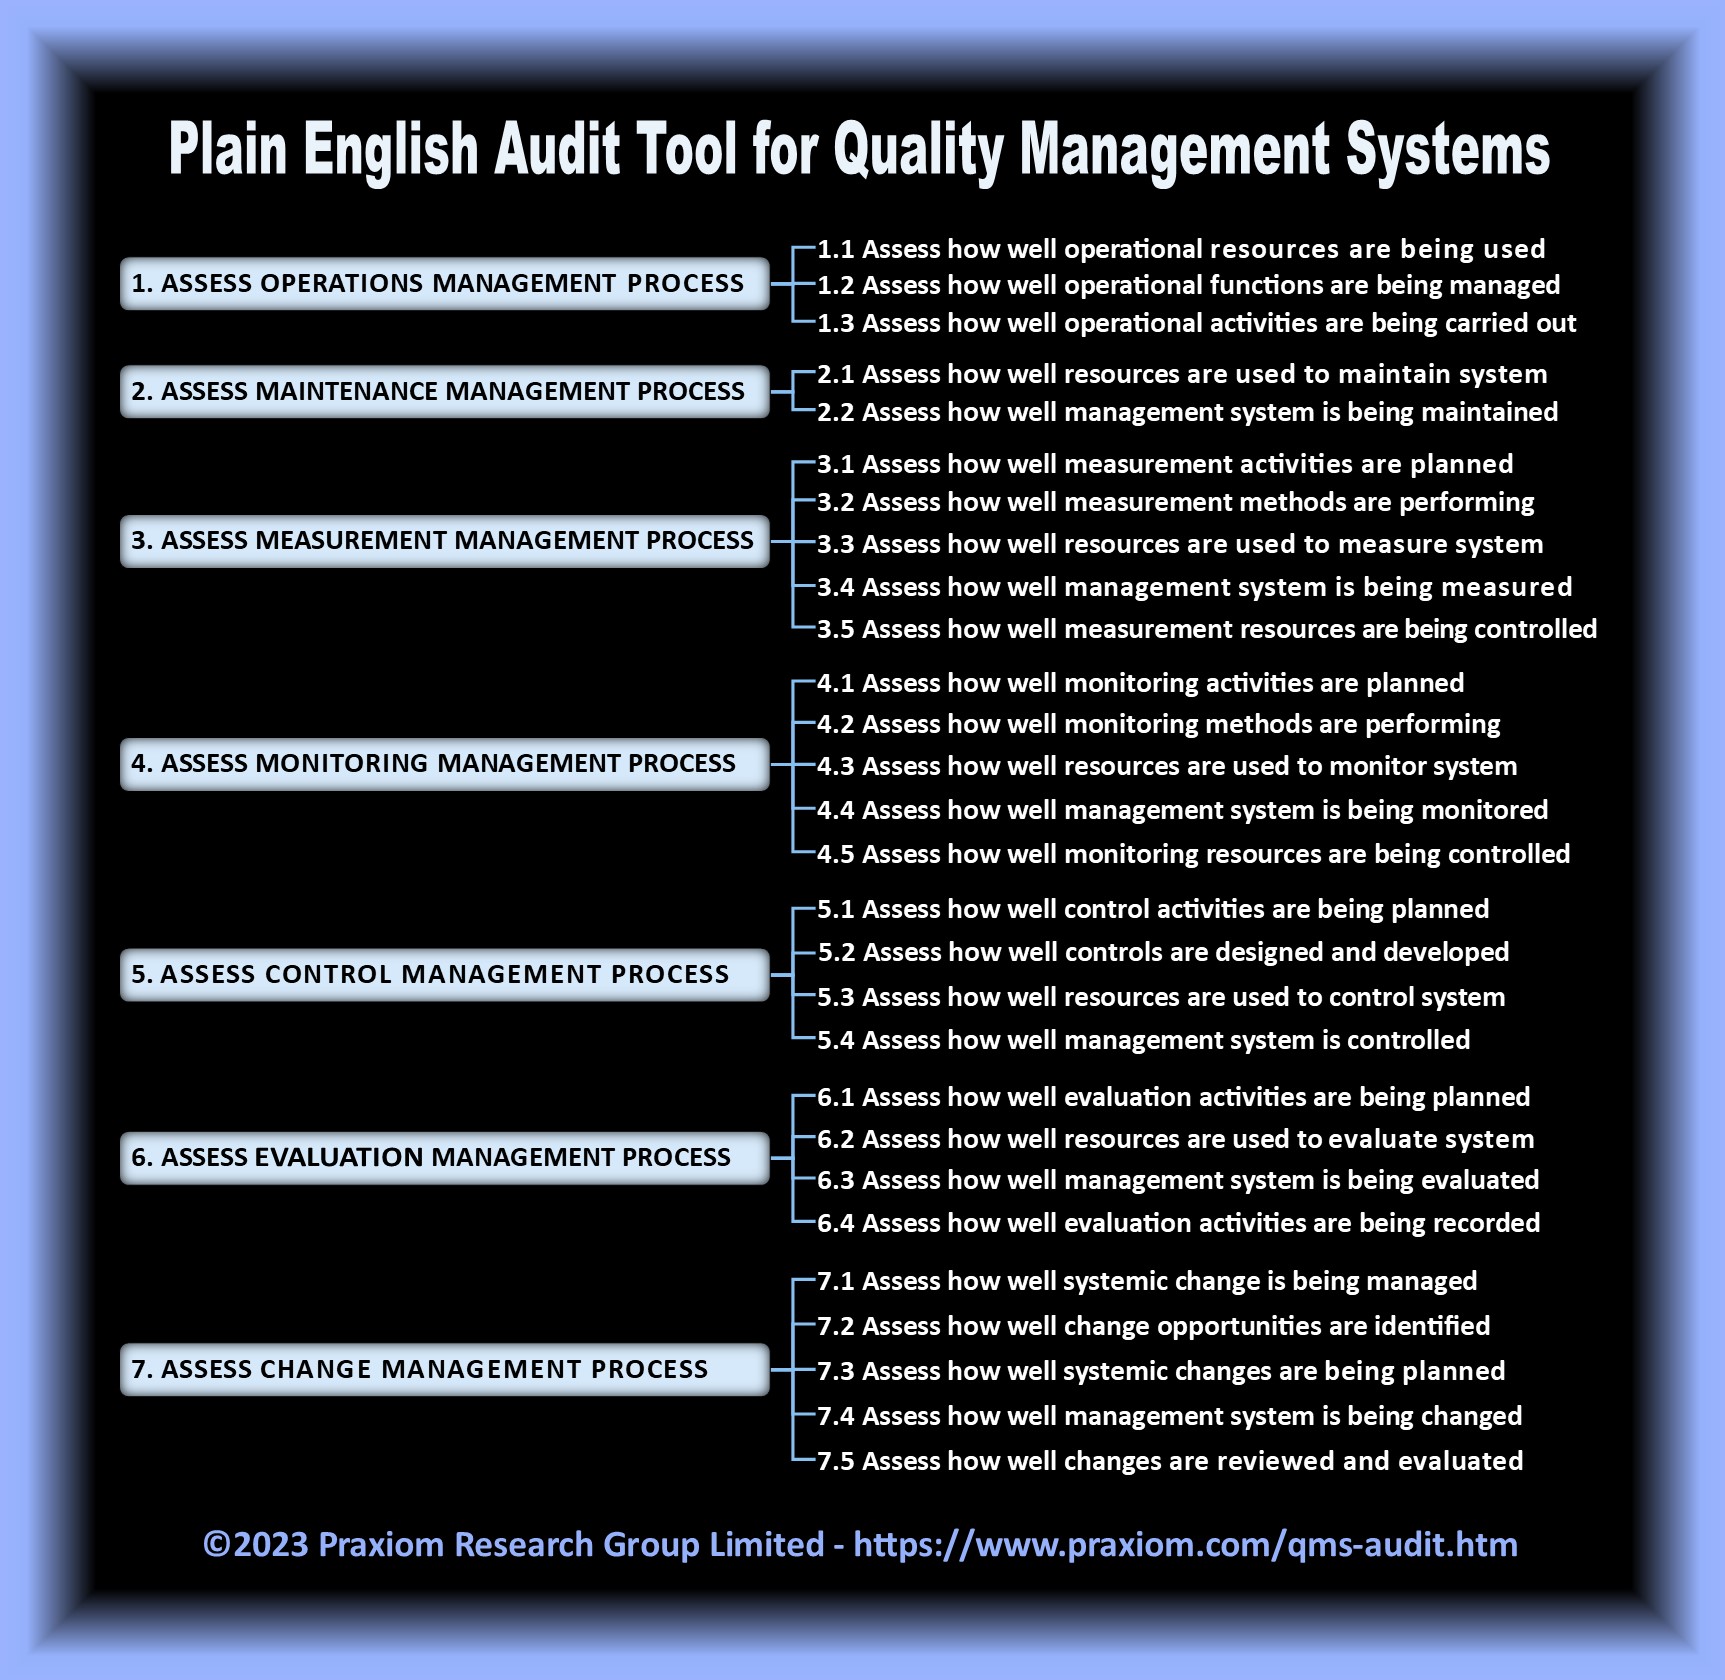 Plain English Audit Tool for Quality Management Systems
1. ASSESS OPERATIONS MANAGEMENT PROCESS
1.1 Assess how well operational resources are being used
1.2 Assess how well operational functions are being managed
1.3 Assess how well operational activities are being carried out
2. ASSESS MAINTENANCE MANAGEMENT PROCESS
2.1 Assess how well resources are used to maintain system
2.2 Assess how well management system is being maintained
3. ASSESS MEASUREMENT MANAGEMENT PROCESS
3.1 Assess how well measurement activities are planned
3.2 Assess how well measurement methods are performing
3.3 Assess how well resources are used to measure system
3.4 Assess how well management system is being measured
3.5 Assess how well measurement resources are being controlled
4. ASSESS MONITORING MANAGEMENT PROCESS
4.1 Assess how well monitoring activities are planned
4.2 Assess how well monitoring methods are performing
4.3 Assess how well resources are used to monitor system
4.4 Assess how well management system is being monitored
4.5 Assess how well monitoring resources are being controlled
5. ASSESS CONTROL MANAGEMENT PROCESS
5.1 Assess how well control activities are being planned
5.2 Assess how well controls are designed and developed
5.3 Assess how well resources are used to control system
5.4 Assess how well management system is controlled
6. ASSESS EVALUATION MANAGEMENT PROCESS
6.1 Assess how well evaluation activities are being planned
6.2 Assess how well resources are used to evaluate system
6.3 Assess how well management system is being evaluated
6.4 Assess how well evaluation activities are being recorded
7. ASSESS CHANGE MANAGEMENT PROCESS
7.1 Assess how well systemic change is being managed
7.2 Assess how well change opportunities are identified
7.3 Assess how well systemic changes are being planned
7.4 Assess how well management system is being changed
7.5 Assess how well changes are reviewed and evaluated
©2023 Praxiom Research Group Limited - https://www.praxiom.com/qms-audit.htm